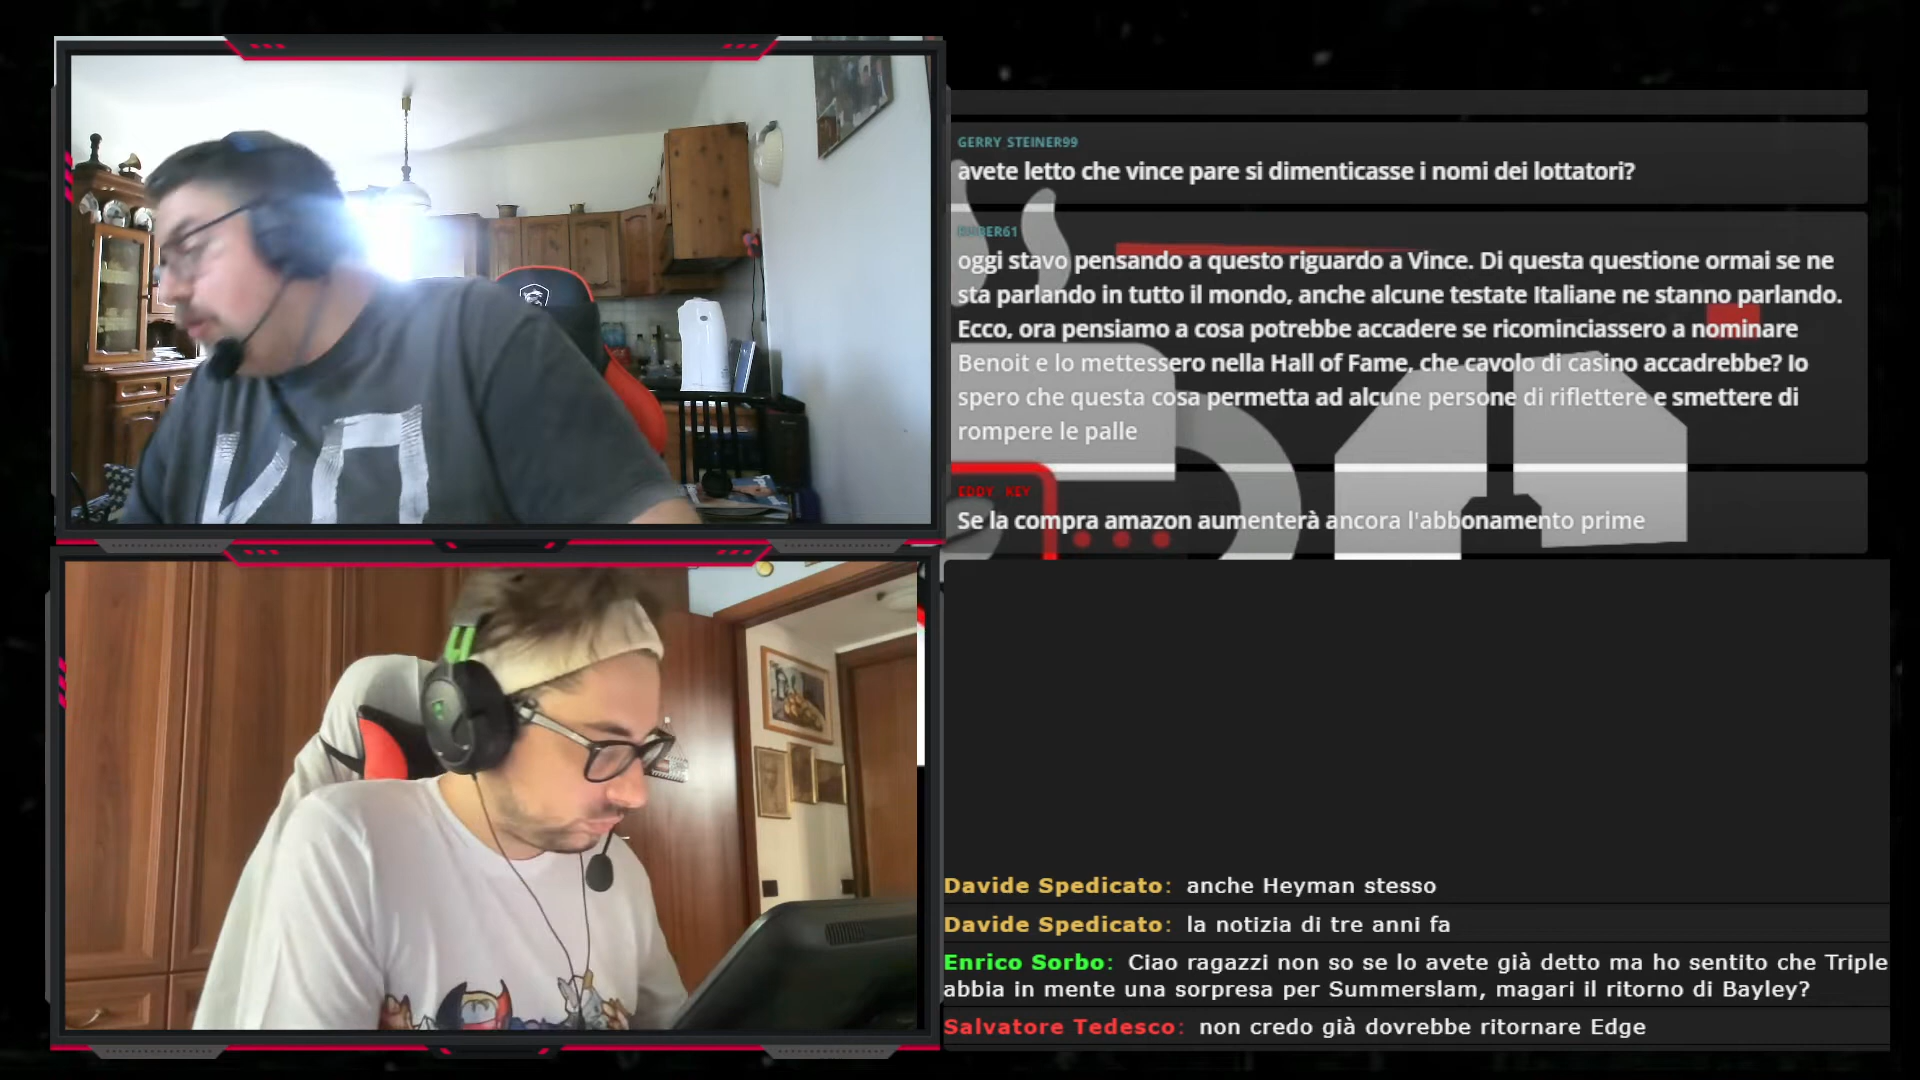 GERRY STEINER99
avete letto che vince pare si dimenticasse i nomi dei lottatori?
oggi stavo pensando a questo riguardo a Vince. Di questa questione ormai se ne
sta parlando in tutto il mondo, anche alcune testate Italiane ne stanno parlando.
Ecco, ora pensiamo a cosa potrebbe accadere se ricominciassero a nominare
Benoit e lo mettessero nella Hall of Fame, che cavolo di casino accadrebbe? Io
spero che questa cosa permetta ad alcune persone di riflettere e smettere di
rompere le palle
EDDY KEY
Se la compra amazon aumenterà ancora l'abbonamento prime
Davide Spedicato: anche Heyman stesso
Davide Spedicato: la notizia di tre anni fa
Enrico Sorbo: Ciao ragazzi non so se lo avete già detto ma ho sentito che Triple
abbia in mente una sorpresa per Summerslam, magari il ritorno di Bayley?
Salvatore Tedesco: non credo già dovrebbe ritornare Edge